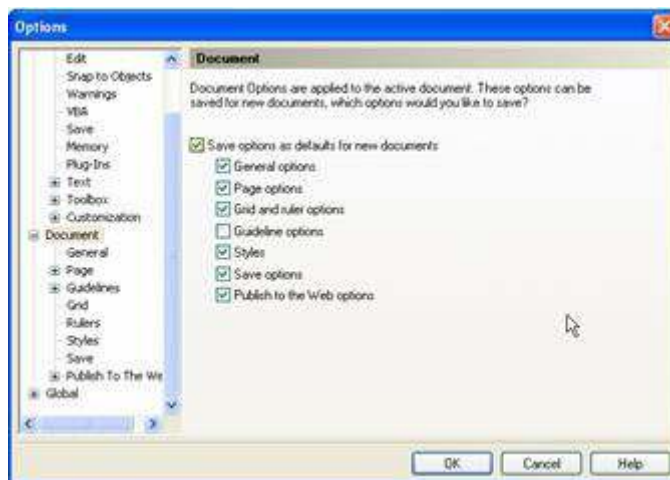 Options
Edit
Snap to Objects
Warnings
VBA
Save
Memory
Plug-Ins
Text
Toolbox
Customization
Document
General
Page
Guidelines
Grid
Rulers
Styles
Save
Publish To The We
Global
Document
Document Options are applied to the active document. These options can be
saved for new documents, which options would you like to save?
Save options as defaults for new documents
General options
Page options
Grid and ruler options
Guideline options
Styles
Save options
Publish to the Web options
OK Cancel Help